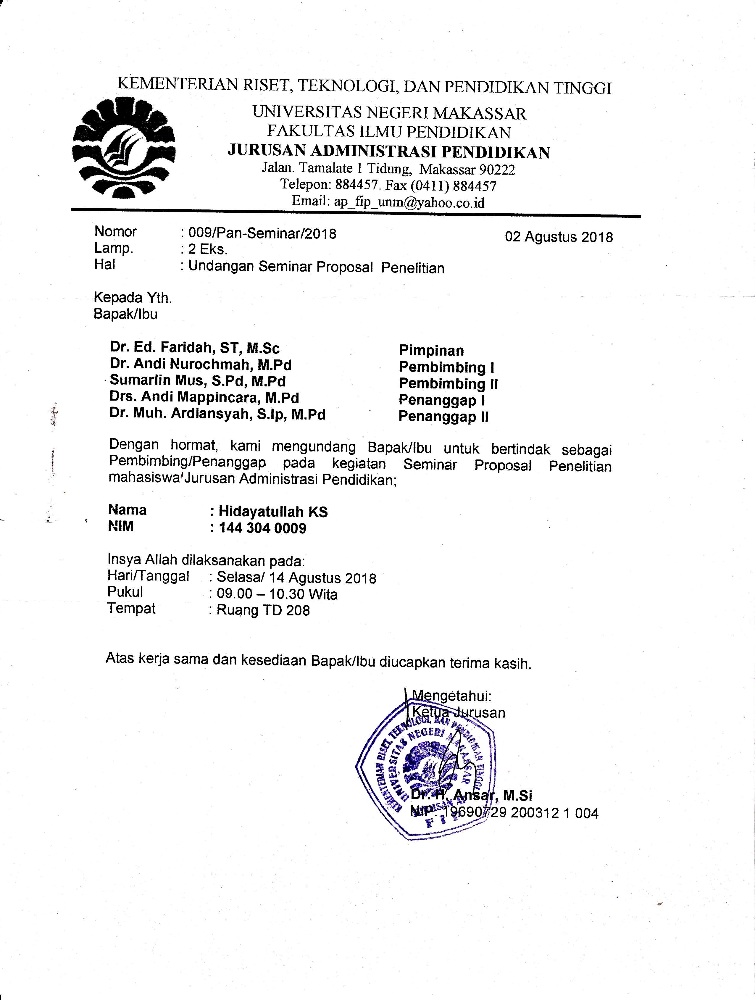 KEMENTERIAN RISET, TEKNOLOGI, DAN PENDIDIKAN TINGGI
UNIVERSITAS NEGERI MAKASSAR
FAKULTAS ILMU PENDIDIKAN
JURUSAN ADMINISTRASI PENDIDIKAN
Jalan. Tamalate 1 Tidung, Makassar 90222
Telepon: 884457. Fax (0411) 884457
Email: ap_fip_unm@yahoo.co.id
Nomor : 009/Pan-Seminar/2018 02 Agustus 2018
Lamp. : 2 Eks.
Hal : Undangan Seminar Proposal Penelitian
Kepada Yth.
Bapak/Ibu
Dr. Ed. Faridah, ST, M.Sc Pimpinan
Dr. Andi Nurochmah, M.Pd Pembimbing I
Sumarlin Mus, S.Pd, M.Pd Pembimbing II
Drs. Andi Mappincara, M.Pd Penanggap I
Dr. Muh. Ardiansyah, S.Ip, M.Pd Penanggap II
Dengan hormat, kami mengundang Bapak/Ibu untuk bertindak sebagai
Pembimbing/Penanggap pada kegiatan Seminar Proposal Penelitian
mahasiswa Jurusan Administrasi Pendidikan;
Nama : Hidayatullah KS
NIM : 144 304 0009
Insya Allah dilaksanakan pada:
Hari/Tanggal : Selasa/ 14 Agustus 2018
Pukul : 09.00 – 10.30 Wita
Tempat : Ruang TD 208
Atas kerja sama dan kesediaan Bapak/Ibu diucapkan terima kasih.
Mengetahui:
Ketua Jurusan
KEMENTERIAN RISET, TEKNOLOGI, DAN PENDIDIKAN TINGGI
UNIVERSITAS NEGERI MAKASSAR
JURUSAN AP
FIP
Dr. H. Ansar, M.Si
NIP. 19690729 200312 1 004